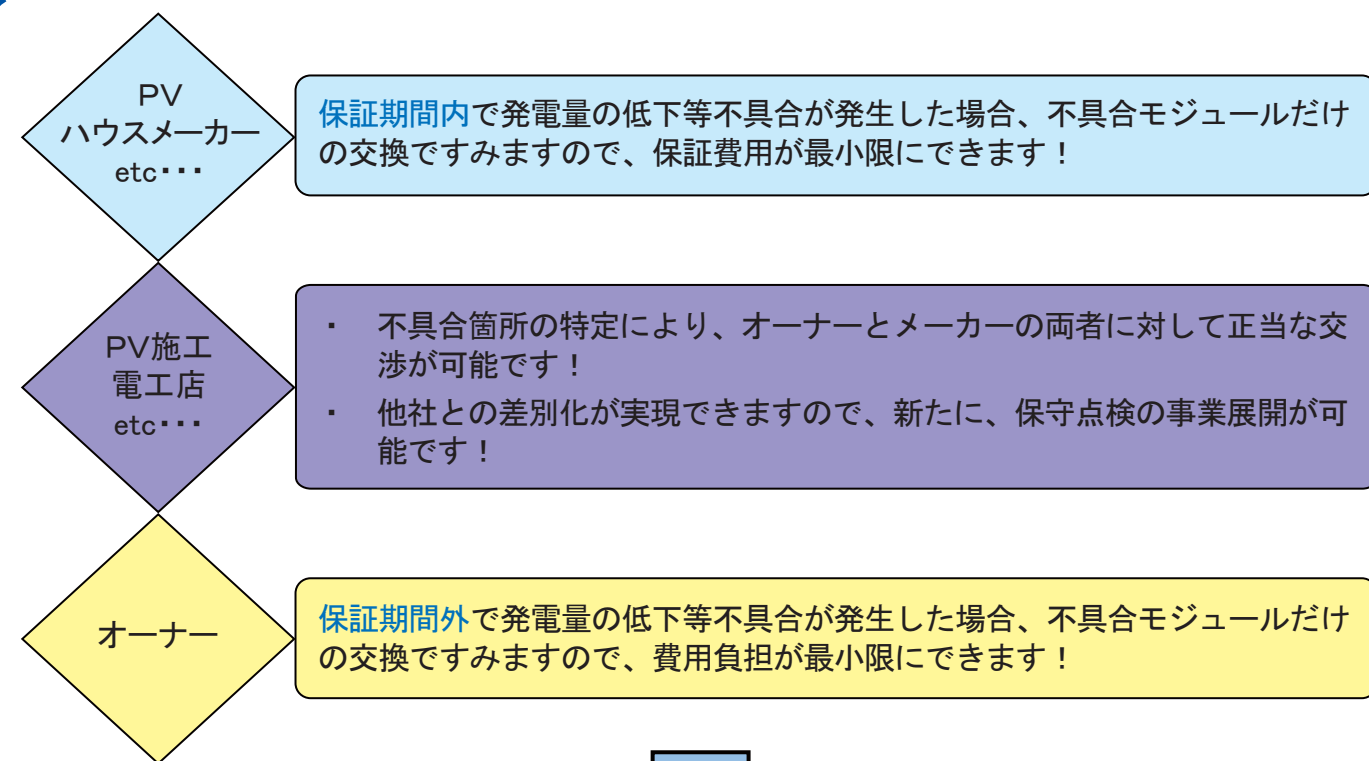 PV
ハウスメーカー
etc・・・
保証期間内で発電量の低下等不具合が発生した場合、不具合モジュールだけ
の交換ですみますので、保証費用が最小限にできます！
PV施工
電工店
etc・・・
・ 不具合箇所の特定により、オーナーとメーカーの両者に対して正当な交
渉が可能です！
・ 他社との差別化が実現できますので、新たに、保守点検の事業展開が可
能です！
オーナー
保証期間外で発電量の低下等不具合が発生した場合、不具合モジュールだけ
の交換ですみますので、費用負担が最小限にできます！